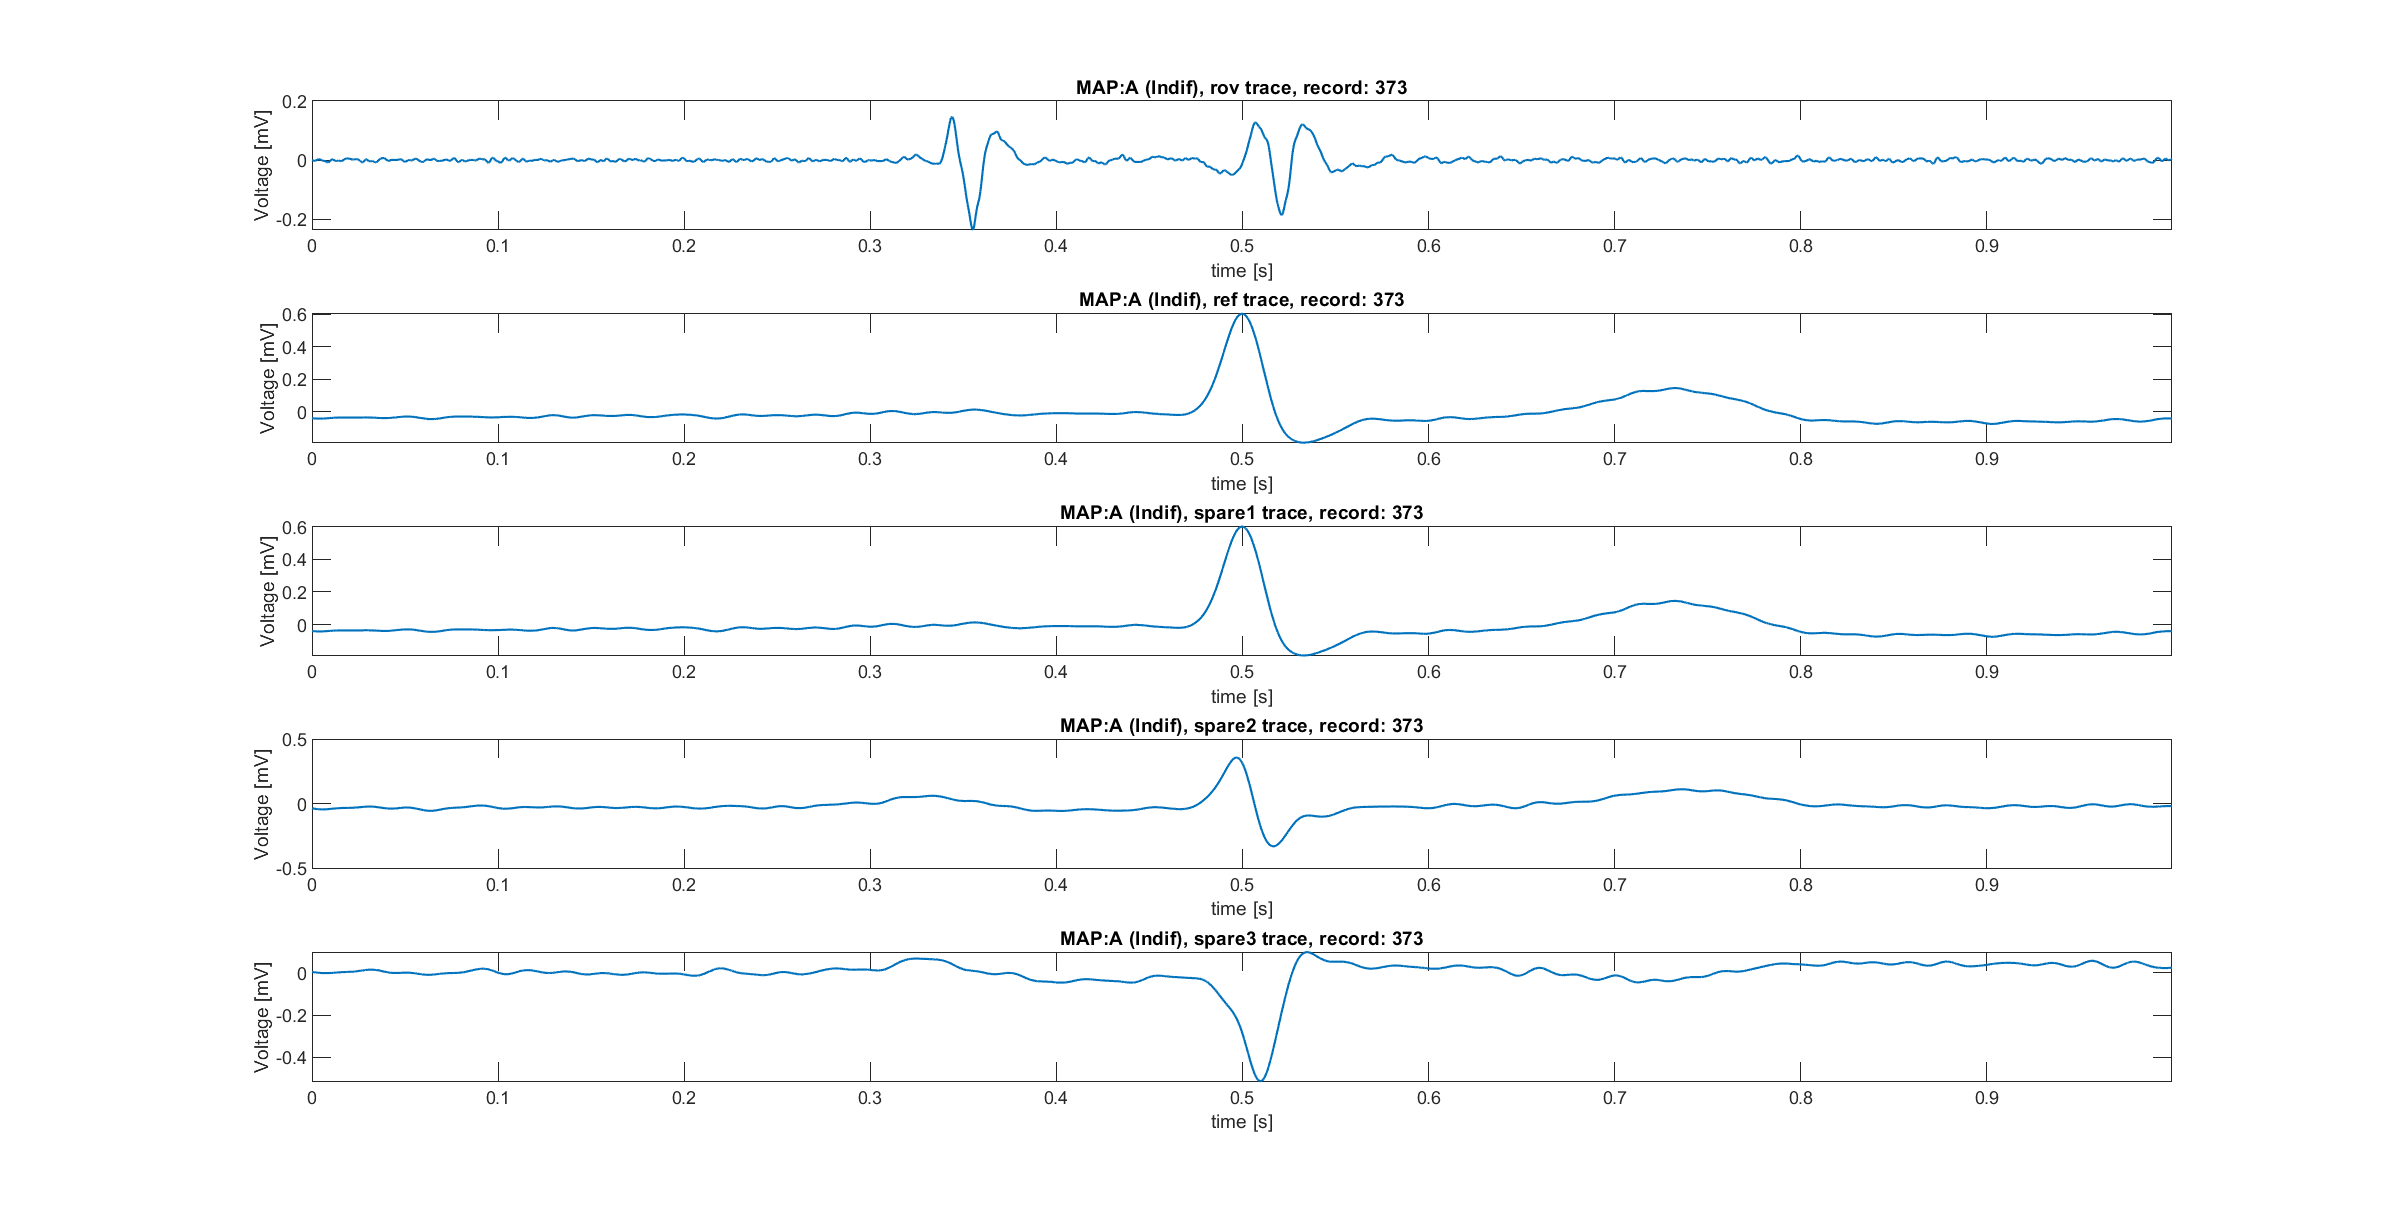 MAP:A (Indif), rov trace, record: 373
Voltage [mV]
0.2
0
-0.2
0 0.1 0.2 0.3 0.4 0.5 0.6 0.7 0.8 0.9
time [s]
MAP:A (Indif), ref trace, record: 373
Voltage [mV]
0.6
0.4
0.2
0
0 0.1 0.2 0.3 0.4 0.5 0.6 0.7 0.8 0.9
time [s]
MAP:A (Indif), spare1 trace, record: 373
Voltage [mV]
0.6
0.4
0.2
0
0 0.1 0.2 0.3 0.4 0.5 0.6 0.7 0.8 0.9
time [s]
MAP:A (Indif), spare2 trace, record: 373
Voltage [mV]
0.5
0
-0.5
0 0.1 0.2 0.3 0.4 0.5 0.6 0.7 0.8 0.9
time [s]
MAP:A (Indif), spare3 trace, record: 373
Voltage [mV]
0
-0.2
-0.4
0 0.1 0.2 0.3 0.4 0.5 0.6 0.7 0.8 0.9
time [s]